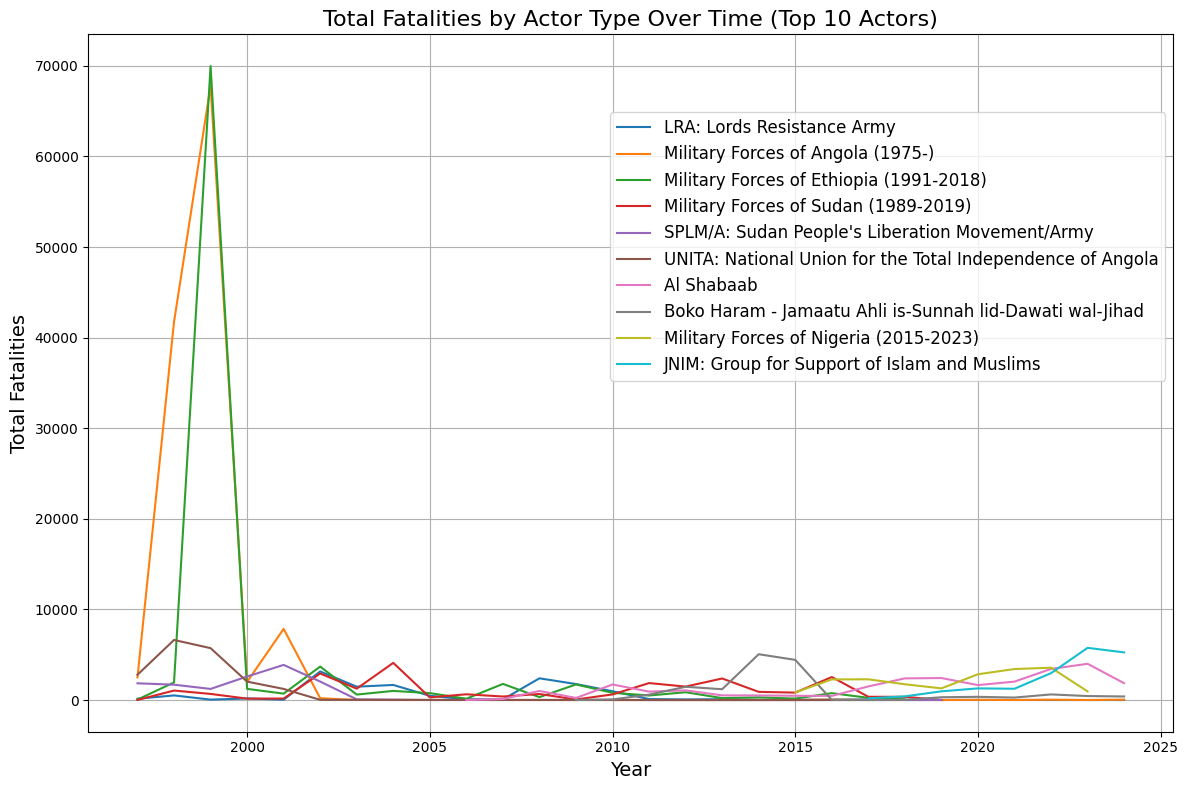 Total Fatalities by Actor Type Over Time (Top 10 Actors)
Total Fatalities
70000
60000
50000
40000
30000
20000
10000
0
LRA: Lords Resistance Army
Military Forces of Angola (1975-)
Military Forces of Ethiopia (1991-2018)
Military Forces of Sudan (1989-2019)
SPLM/A: Sudan People's Liberation Movement/Army
UNITA: National Union for the Total Independence of Angola
Al Shabaab
Boko Haram - Jamaatu Ahli is-Sunnah lid-Dawati wal-Jihad
Military Forces of Nigeria (2015-2023)
JNIM: Group for Support of Islam and Muslims
2000 2005 2010 2015 2020 2025
Year